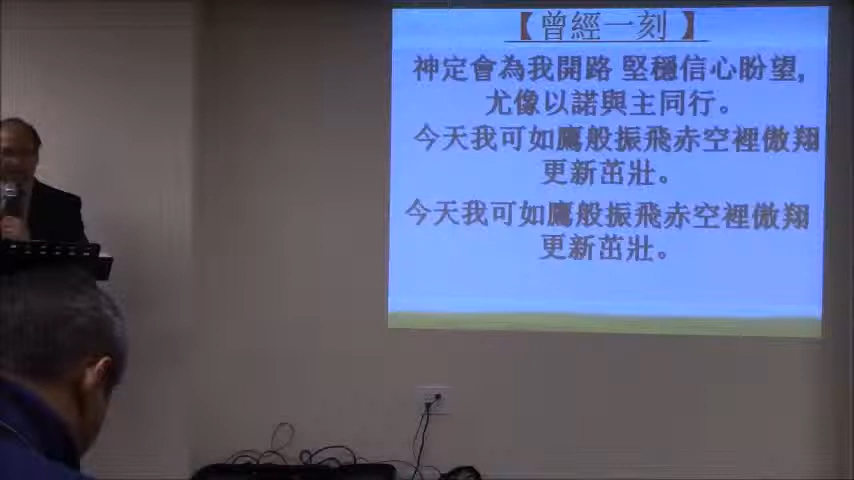 【曾經一刻】
神定會為我開路 堅穩信心盼望,
尤像以諾與主同行。
今天我可如鷹般振飛赤空裡傲翔
更新茁壯。
今天我可如鷹般振飛赤空裡傲翔
更新茁壯。